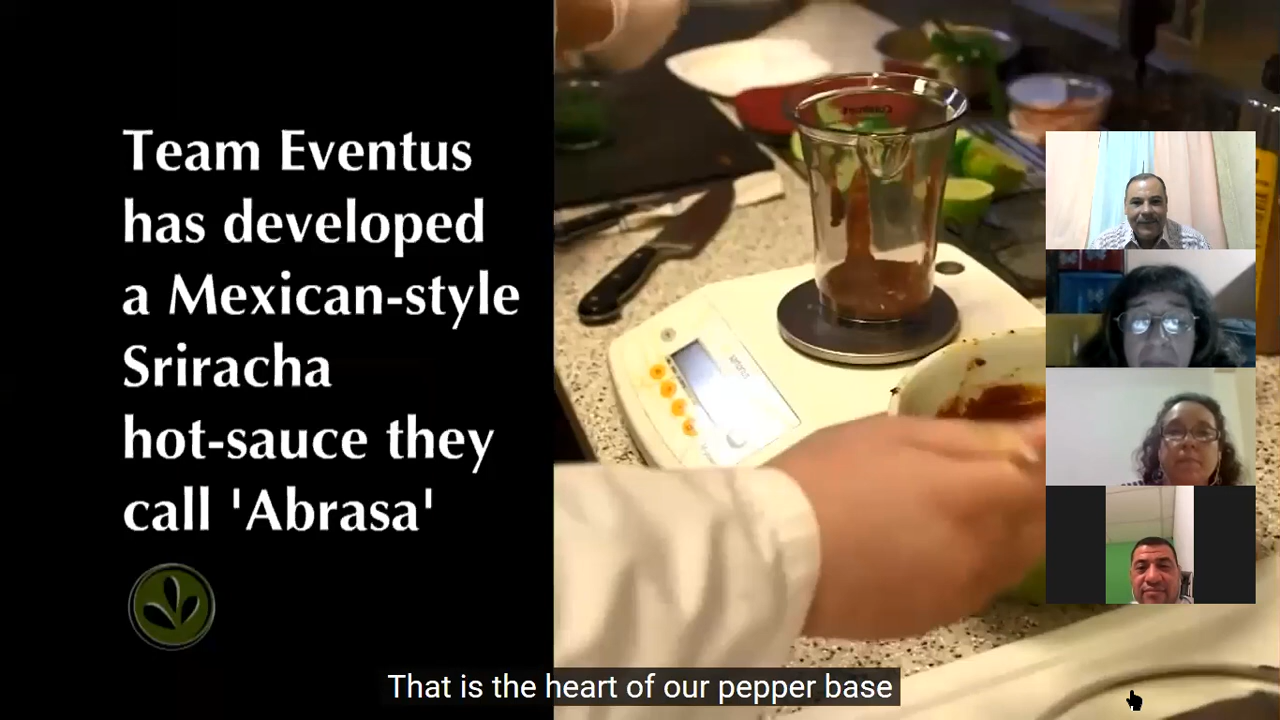 Team Eventus
has developed
a Mexican-style
Sriracha
hot-sauce they
call 'Abrasa'
That is the heart of our pepper base